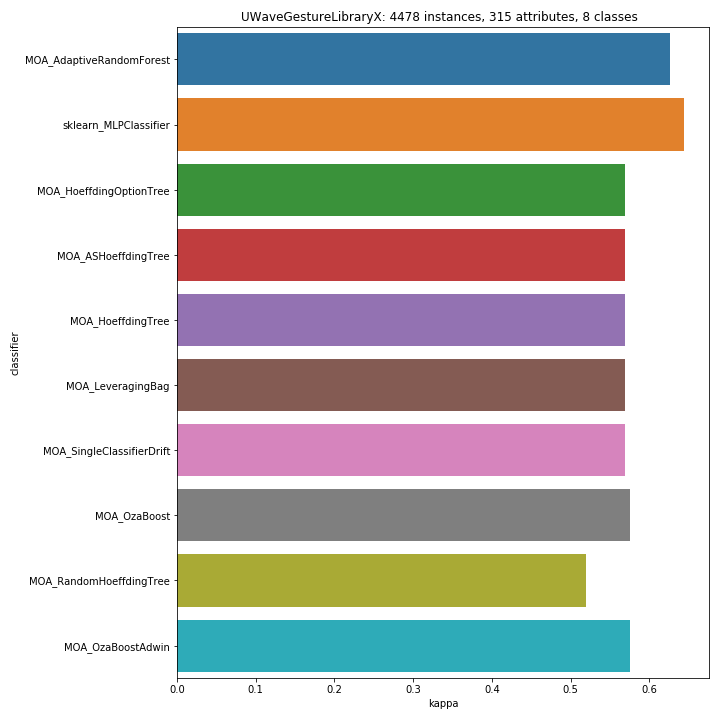 UWaveGestureLibraryX: 4478 instances, 315 attributes, 8 classes
MOA_AdaptiveRandomForest
sklearn_MLPClassifier
MOA_HoeffdingOptionTree
MOA_ASHoeffdingTree
MOA_HoeffdingTree
MOA_LeveragingBag
MOA_SingleClassifierDrift
MOA_OzaBoost
MOA_RandomHoeffdingTree
MOA_OzaBoostAdwin
classifier
0.0 0.1 0.2 0.3 0.4 0.5 0.6
kappa